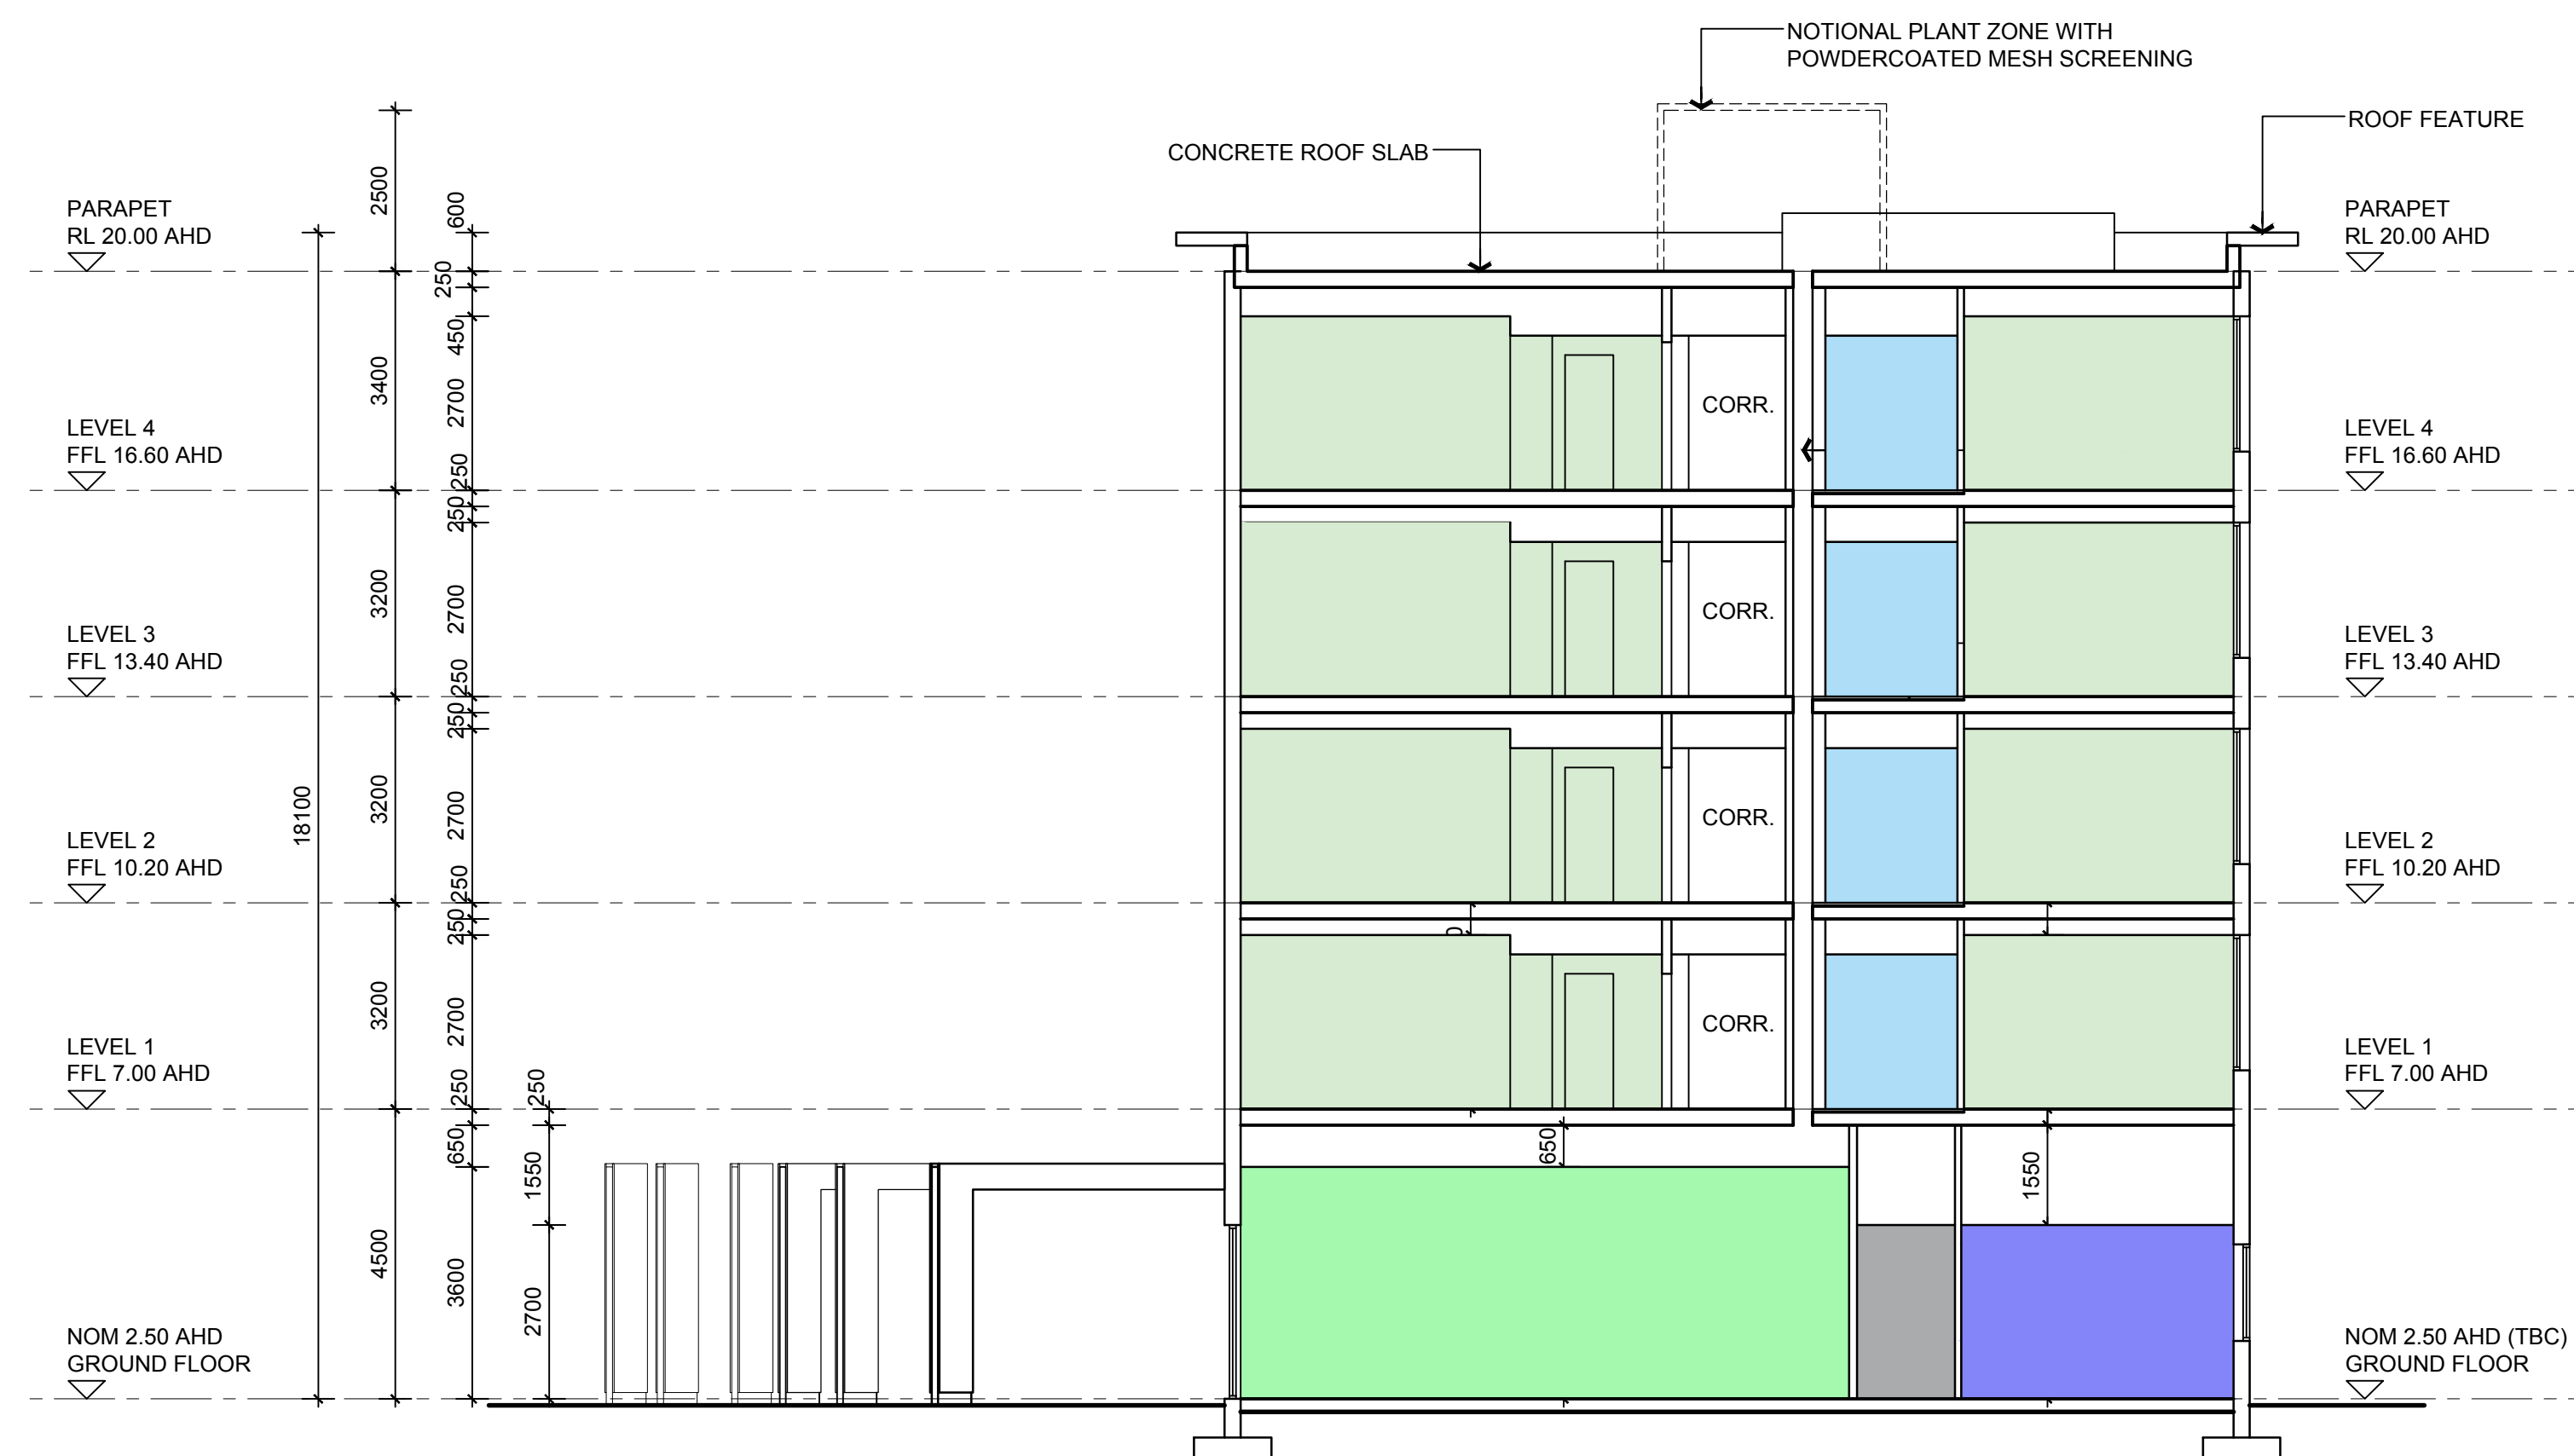 NOTIONAL PLANT ZONE WITH
POWDERCOATED MESH SCREENING
ROOF FEATURE
CONCRETE ROOF SLAB
PARAPET
RL 20.00 AHD
LEVEL 4
FFL 16.60 AHD
LEVEL 3
FFL 13.40 AHD
LEVEL 2
FFL 10.20 AHD
LEVEL 1
FFL 7.00 AHD
NOM 2.50 AHD
GROUND FLOOR
18100
2500
3400
3200
3200
3200
4500
600
250
450
2700
250
250
2700
250
250
2700
250
250
2700
250
650
3600
250
1550
2700
CORR.
CORR.
CORR.
CORR.
650
1550
PARAPET
RL 20.00 AHD
LEVEL 4
FFL 16.60 AHD
LEVEL 3
FFL 13.40 AHD
LEVEL 2
FFL 10.20 AHD
LEVEL 1
FFL 7.00 AHD
NOM 2.50 AHD (TBC)
GROUND FLOOR